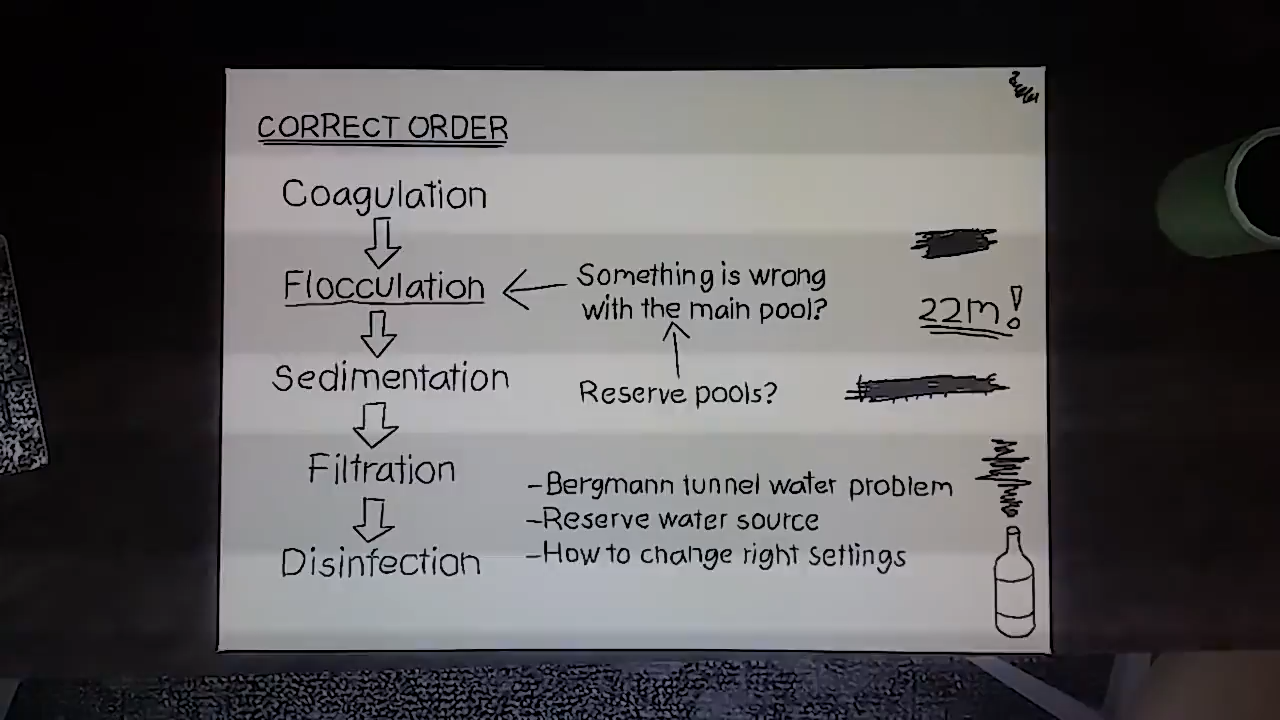 CORRECT ORDER
Coagulation
Flocculation
Something is wrong
with the main pool?
22m!
Sedimentation
Reserve pools?
Filtration
-Bergmann tunnel water problem
-Reserve water source
-How to change right settings
Disinfection